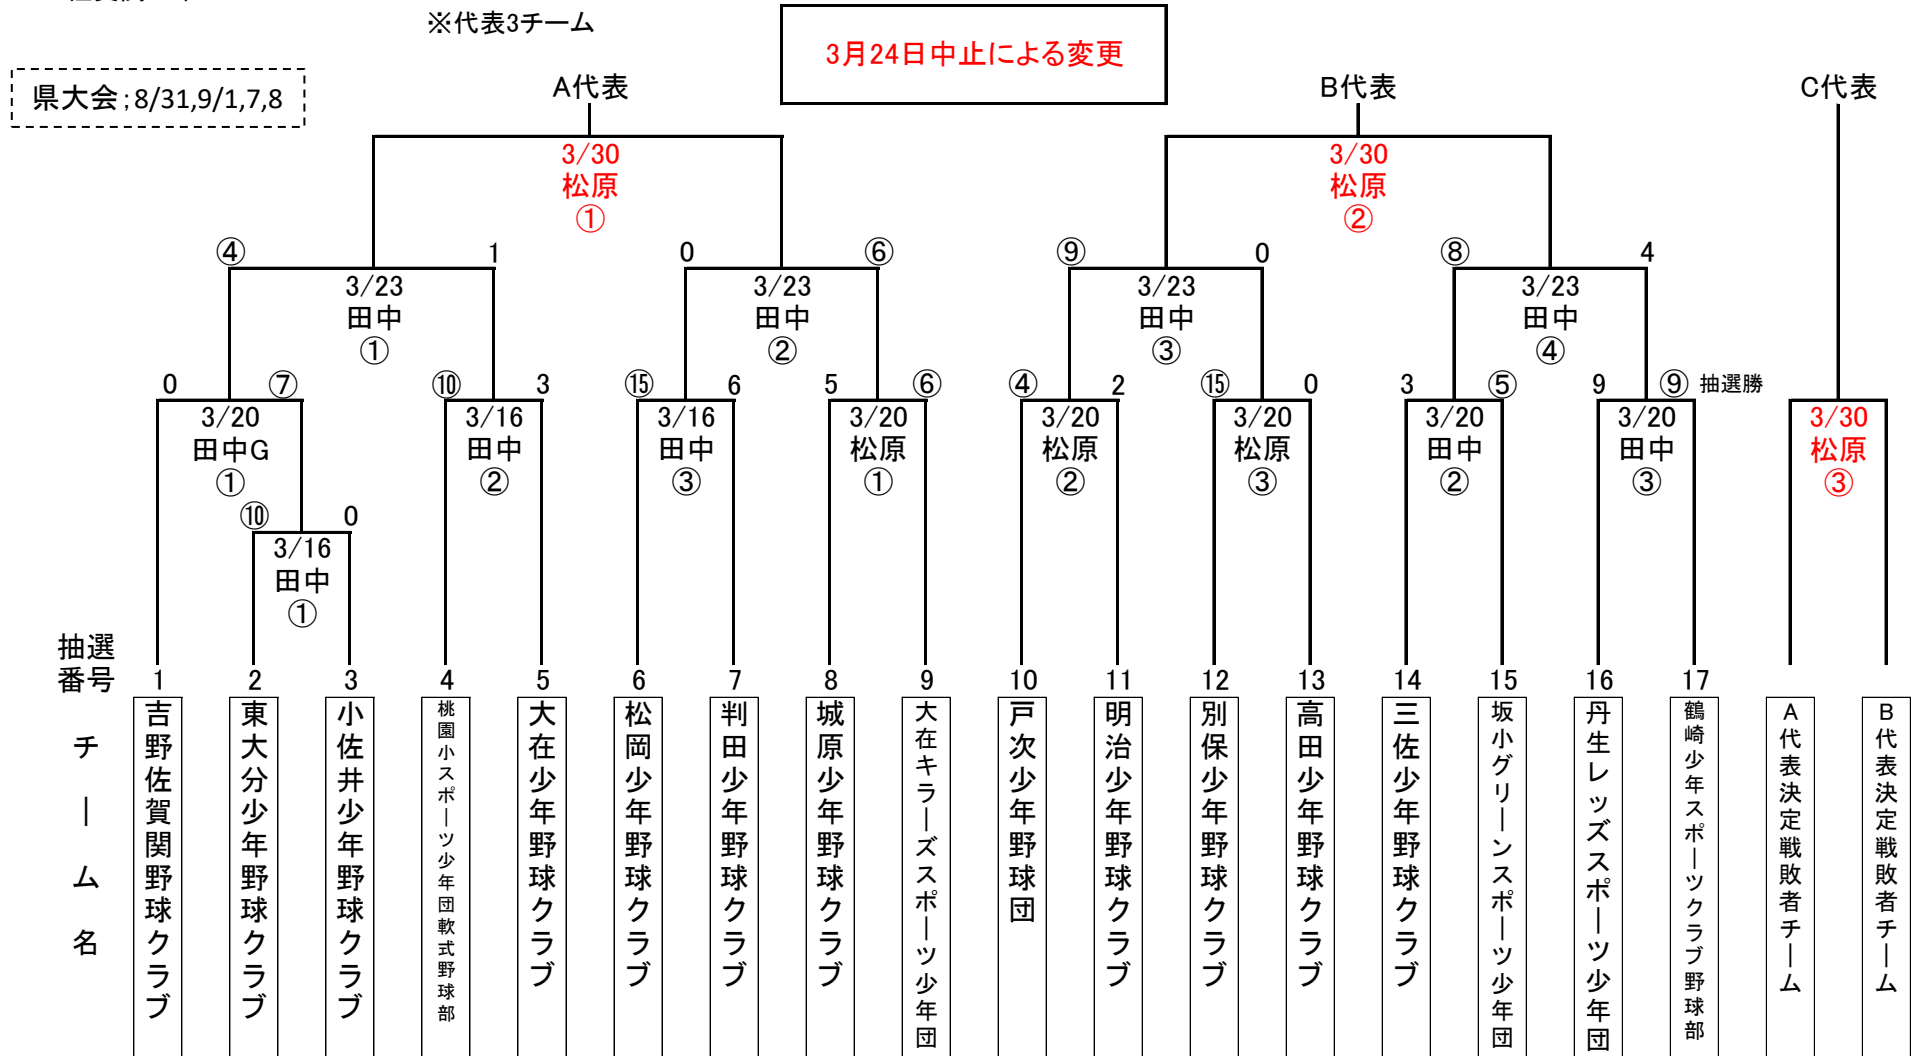 ※代表3チーム
3月24日中止による変更
県大会;8/31,9/1,7,8
A代表
B代表
C代表
3/30
松原
①
3/30
松原
②
④
1
0
⑥
⑨
0
⑧
4
3/23
田中
①
3/23
田中
②
3/23
田中
③
3/23
田中
④
0
⑦
⑩
3
⑮
6
5
⑥
④
2
⑮
0
3
⑤
9
⑨
抽選勝
3/20
田中G
①
3/16
田中
②
3/16
田中
③
3/20
松原
①
3/20
松原
②
3/20
松原
③
3/20
田中
②
3/20
田中
③
3/30
松原
③
⑩
0
3/16
田中
①
抽選
番号
1
2
3
4
5
6
7
8
9
10
11
12
13
14
15
16
17
チーム名
吉野佐賀関野球クラブ
東大分少年野球クラブ
小佐井少年野球クラブ
桃園小スポーツ少年団軟式野球部
大在少年野球クラブ
松岡少年野球クラブ
判田少年野球クラブ
城原少年野球クラブ
大在キラーズスポーツ少年団
戸次少年野球団
明治少年野球クラブ
別保少年野球クラブ
高田少年野球クラブ
三佐少年野球クラブ
坂小グリーンスポーツ少年団
丹生レッズスポーツ少年団
鶴崎少年スポーツクラブ野球部
A代表決定戦敗者チーム
B代表決定戦敗者チーム